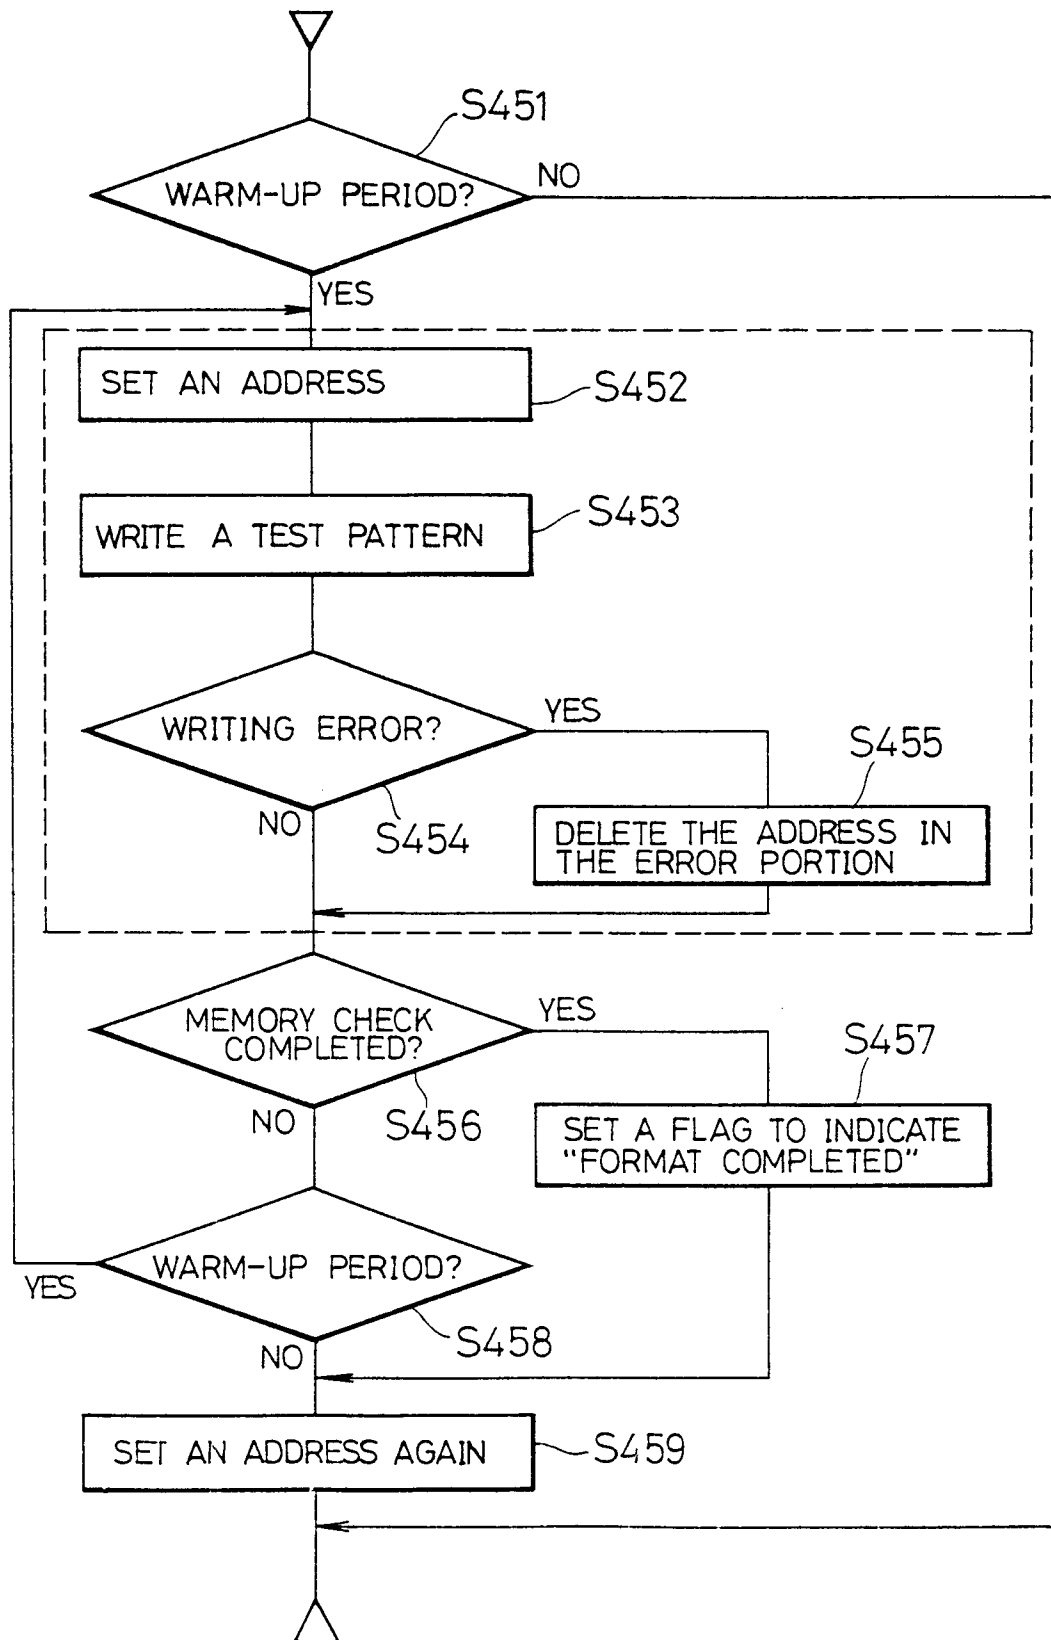 S451
WARM-UP PERIOD?
NO
YES
SET AN ADDRESS
S452
WRITE A TEST PATTERN
S453
WRITING ERROR?
YES
S455
NO
S454
DELETE THE ADDRESS IN
THE ERROR PORTION
MEMORY CHECK
COMPLETED?
YES
S457
NO
S456
SET A FLAG TO INDICATE
"FORMAT COMPLETED"
WARM-UP PERIOD?
YES
S458
NO
SET AN ADDRESS AGAIN
S459